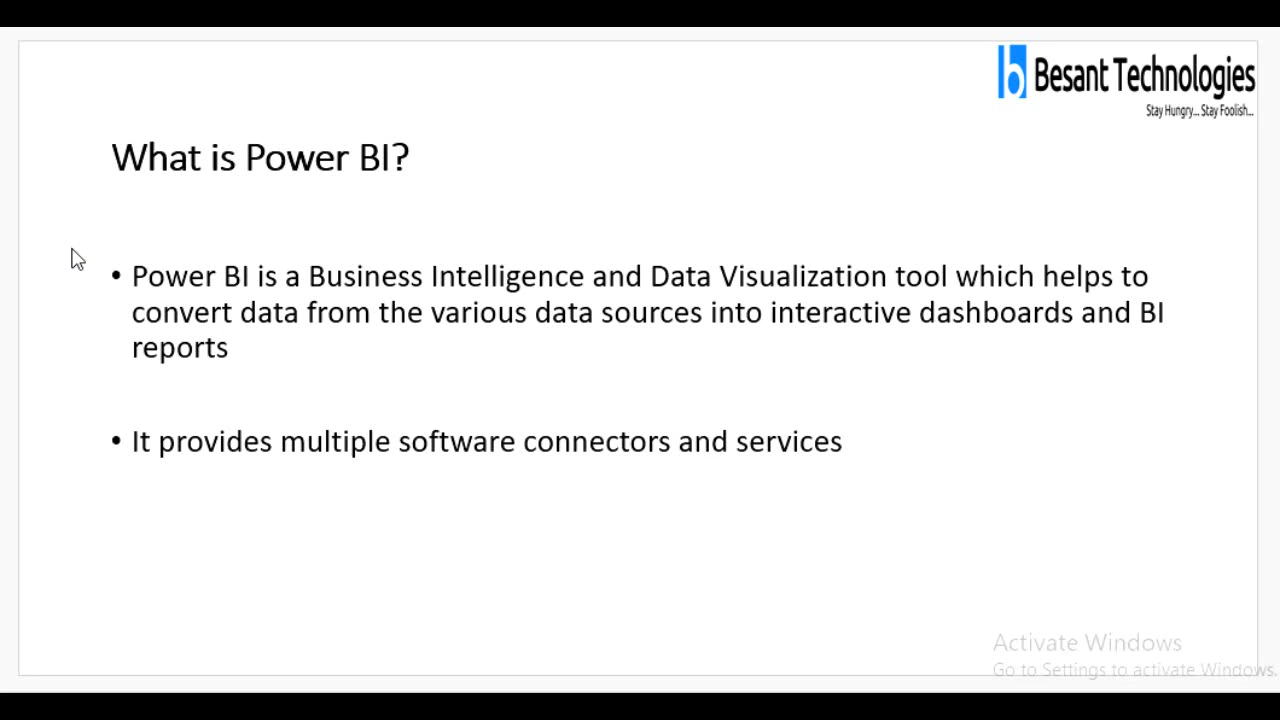 Besant Technologies
Stay Hungry... Stay Foolish...
What is Power BI?
• Power BI is a Business Intelligence and Data Visualization tool which helps to
convert data from the various data sources into interactive dashboards and BI
reports
• It provides multiple software connectors and services
Activate Windows
Go to Settings to activate Windows.